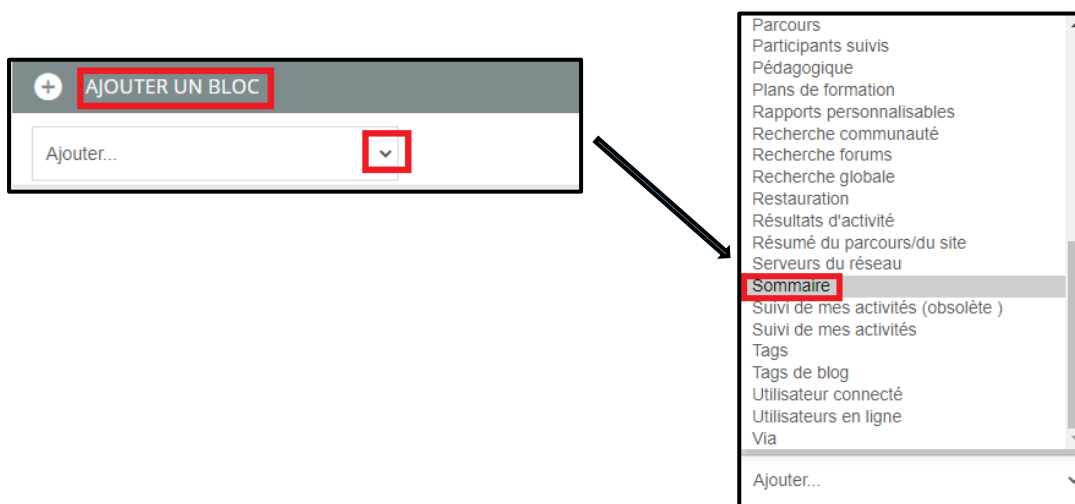 AJOUTER UN BLOC
Ajouter...
Parcours
Participants suivis
Pédagogique
Plans de formation
Rapports personnalisables
Recherche communauté
Recherche forums
Recherche globale
Restauration
Résultats d'activité
Résumé du parcours/du site
Serveurs du réseau
Sommaire
Suivi de mes activités (obsolète )
Suivi de mes activités
Tags
Tags de blog
Utilisateur connecté
Utilisateurs en ligne
Via
Ajouter...